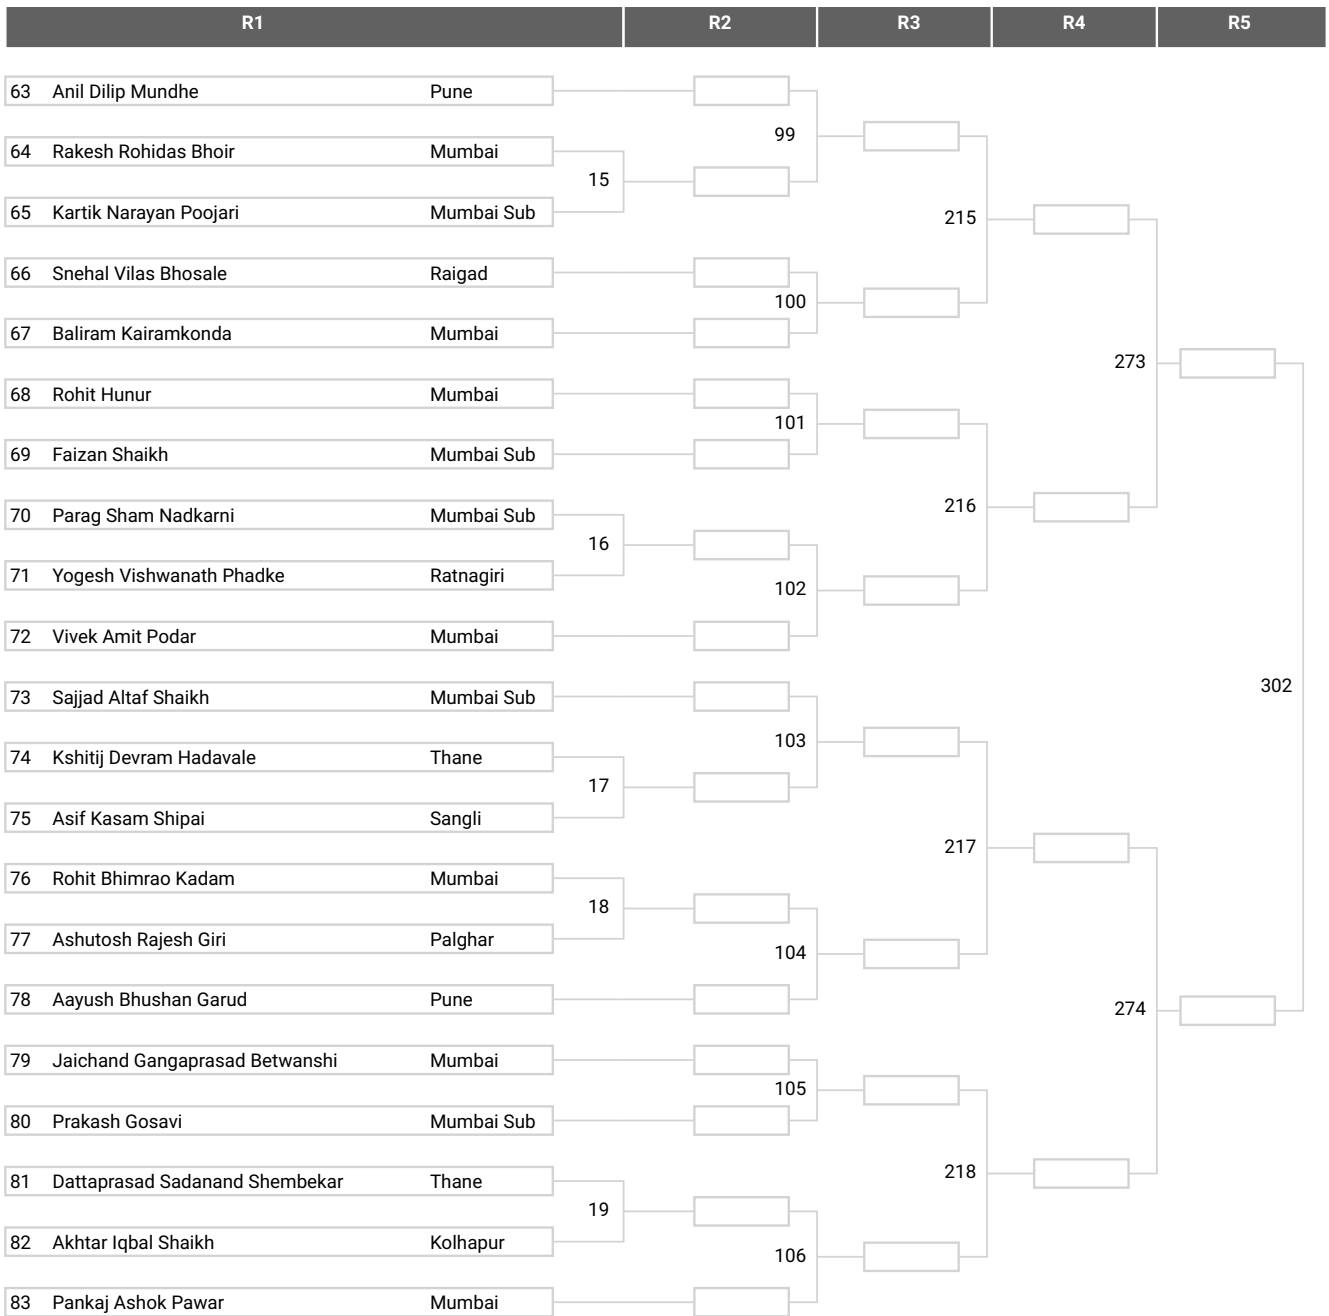 R1 R2 R3 R4 R5
63 Anil Dilip Mundhe Pune
99
64 Rakesh Rohidas Bhoir Mumbai
15
65 Kartik Narayan Poojari Mumbai Sub
215
66 Snehal Vilas Bhosale Raigad
100
67 Baliram Kairamkonda Mumbai
273
68 Rohit Hunur Mumbai
101
69 Faizan Shaikh Mumbai Sub
216
70 Parag Sham Nadkarni Mumbai Sub
16
71 Yogesh Vishwanath Phadke Ratnagiri
102
72 Vivek Amit Podar Mumbai
302
73 Sajjad Altaf Shaikh Mumbai Sub
103
74 Kshitij Devram Hadavale Thane
17
75 Asif Kasam Shipai Sangli
217
76 Rohit Bhimrao Kadam Mumbai
18
77 Ashutosh Rajesh Giri Palghar
104
78 Aayush Bhushan Garud Pune
274
79 Jaichand Gangaprasad Betwanshi Mumbai
105
80 Prakash Gosavi Mumbai Sub
218
81 Dattaprasad Sadanand Shembekar Thane
19
82 Akhtar Iqbal Shaikh Kolhapur
106
83 Pankaj Ashok Pawar Mumbai